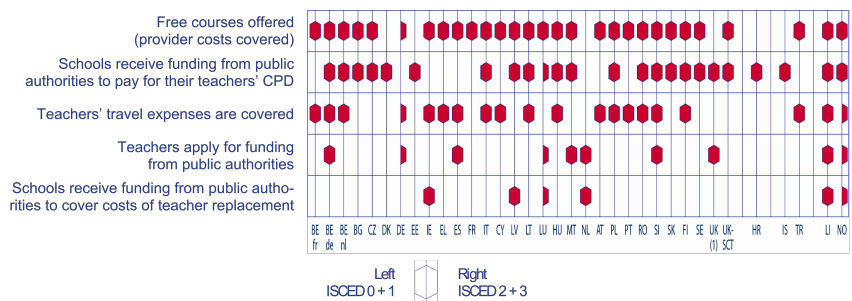 Free courses offered
(provider costs covered)
Schools receive funding from public
authorities to pay for their teachers' CPD
Teachers' travel expenses are covered
Teachers apply for funding
from public authorities
Schools receive funding from public autho-
rities to cover costs of teacher replacement
BE BE BE BG CZ DK DE EE IE EL ES FR IT CY LV LT LU HU MT NL AT PL PT RO SI SK FI SE UK UK- HR IS TR LI NO
fr de nl (1) SCT
Left Right
ISCED 0 + 1 ISCED 2 + 3